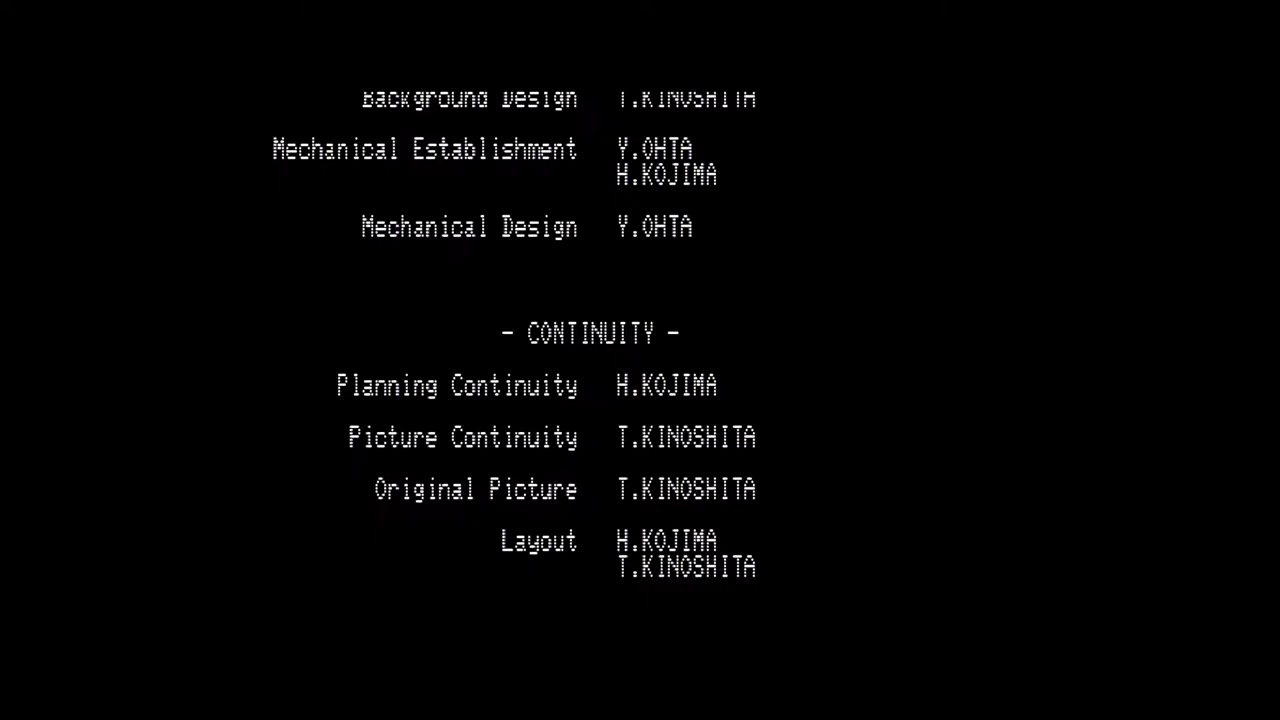 Background Design T.KINOSHITA
Mechanical Establishment Y.OHTA
H.KOJIMA
Mechanical Design Y.OHTA
- CONTINUITY -
Planning Continuity H.KOJIMA
Picture Continuity T.KINOSHITA
Original Picture T.KINOSHITA
Layout H.KOJIMA
T.KINOSHITA